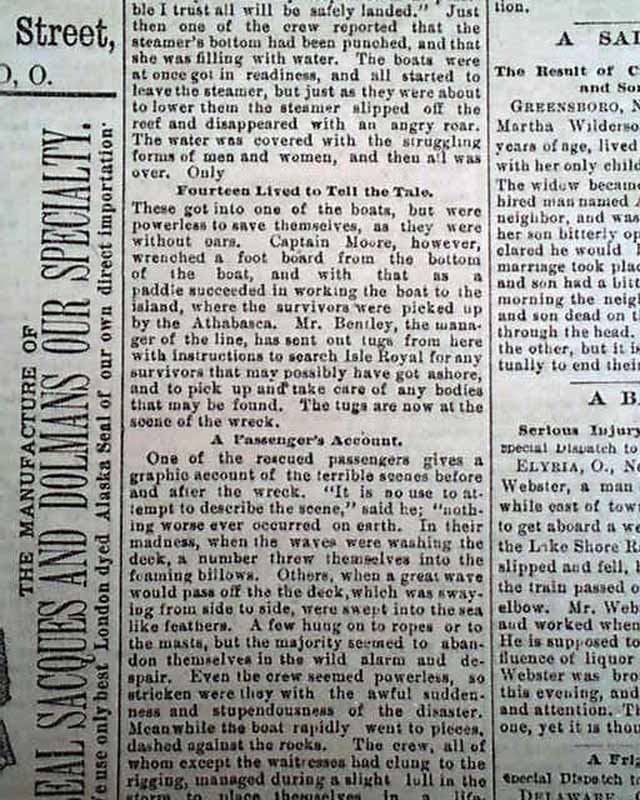 Street,
O, O.
THE MANUFACTURE OF
SEAL SACQUES AND DOLMANS OUR SPECIALTY.
e use only best London dyed Alaska Seal of our own direct importation.
ble I trust all will be safely landed." Just
then one of the crew reported that the
steamer's bottom had been punched, and that
she was filling with water. The boats were
at once got in readiness, and all started to
leave the steamer, but just as they were about
to lower them the steamer slipped off the
reef and disappeared with an angry roar.
The water was covered with the struggling
forms of men and women, and then all was
over. Only
Fourteen Lived to Tell the Tale.
These got into one of the boats, but were
powerless to save themselves, as they were
without oars. Captain Moore, however,
wrenched a foot board from the bottom
of the boat, and with that as a
paddle succeeded in working the boat to the
island, where the survivors were picked up
by the Athabasca. Mr. Bentley, the mana-
ger of the line, has sent out tugs from here
with instructions to search Isle Royal for any
survivors that may possibly have got ashore,
and to pick up and take care of any bodies
that may be found. The tugs are now at the
scene of the wreck.
A Passenger's Account.
One of the rescued passengers gives a
graphic account of the terrible scenes before
and after the wreck. "It is no use to at-
tempt to describe the scene," said he; "noth-
ing worse ever occurred on earth. In their
madness, when the waves were washing the
deck, a number threw themselves into the
foaming billows. Others, when a great wave
would pass off the the deck, which was sway-
ing from side to side, were swept into the sea
like feathers. A few hung on to ropes or to
the masts, but the majority seemed to aban-
don themselves in the wild alarm and de-
spair. Even the crew seemed powerless, so
stricken were they with the awful sudden-
ness and stupendousness of the disaster.
Meanwhile the boat rapidly went to pieces,
dashed against the rocks. The crew, all of
whom except the waitresses had clung to the
rigging, managed during a slight lull in the
storm to place themselves in a life-
tion.
A SAI
The Result of C
and So
GREENSBORO, N
Martha Wilderso
years of age, lived
with her only child
The widow became
hired man named A
neighbor, and was
her son bitterly op
clared he would
marriage took plac
and son had a bitt
morning the neig
and son dead on t
through the head.
the other, but it i
tually to end their
A B
Serious Injury
special Dispatch to
ELYRIA, O., No
Webster, a man
while east of tow
to get aboard a we
the Lake Shore R
slipped and fell,
the train passed o
elbow. Mr. Web
and worked when
He is supposed to
fluence of liquor
Webster was bro
this evening, and
and attention. Th
one, yet it is thou
A Frig
special Dispatch to
DELAWARE, O